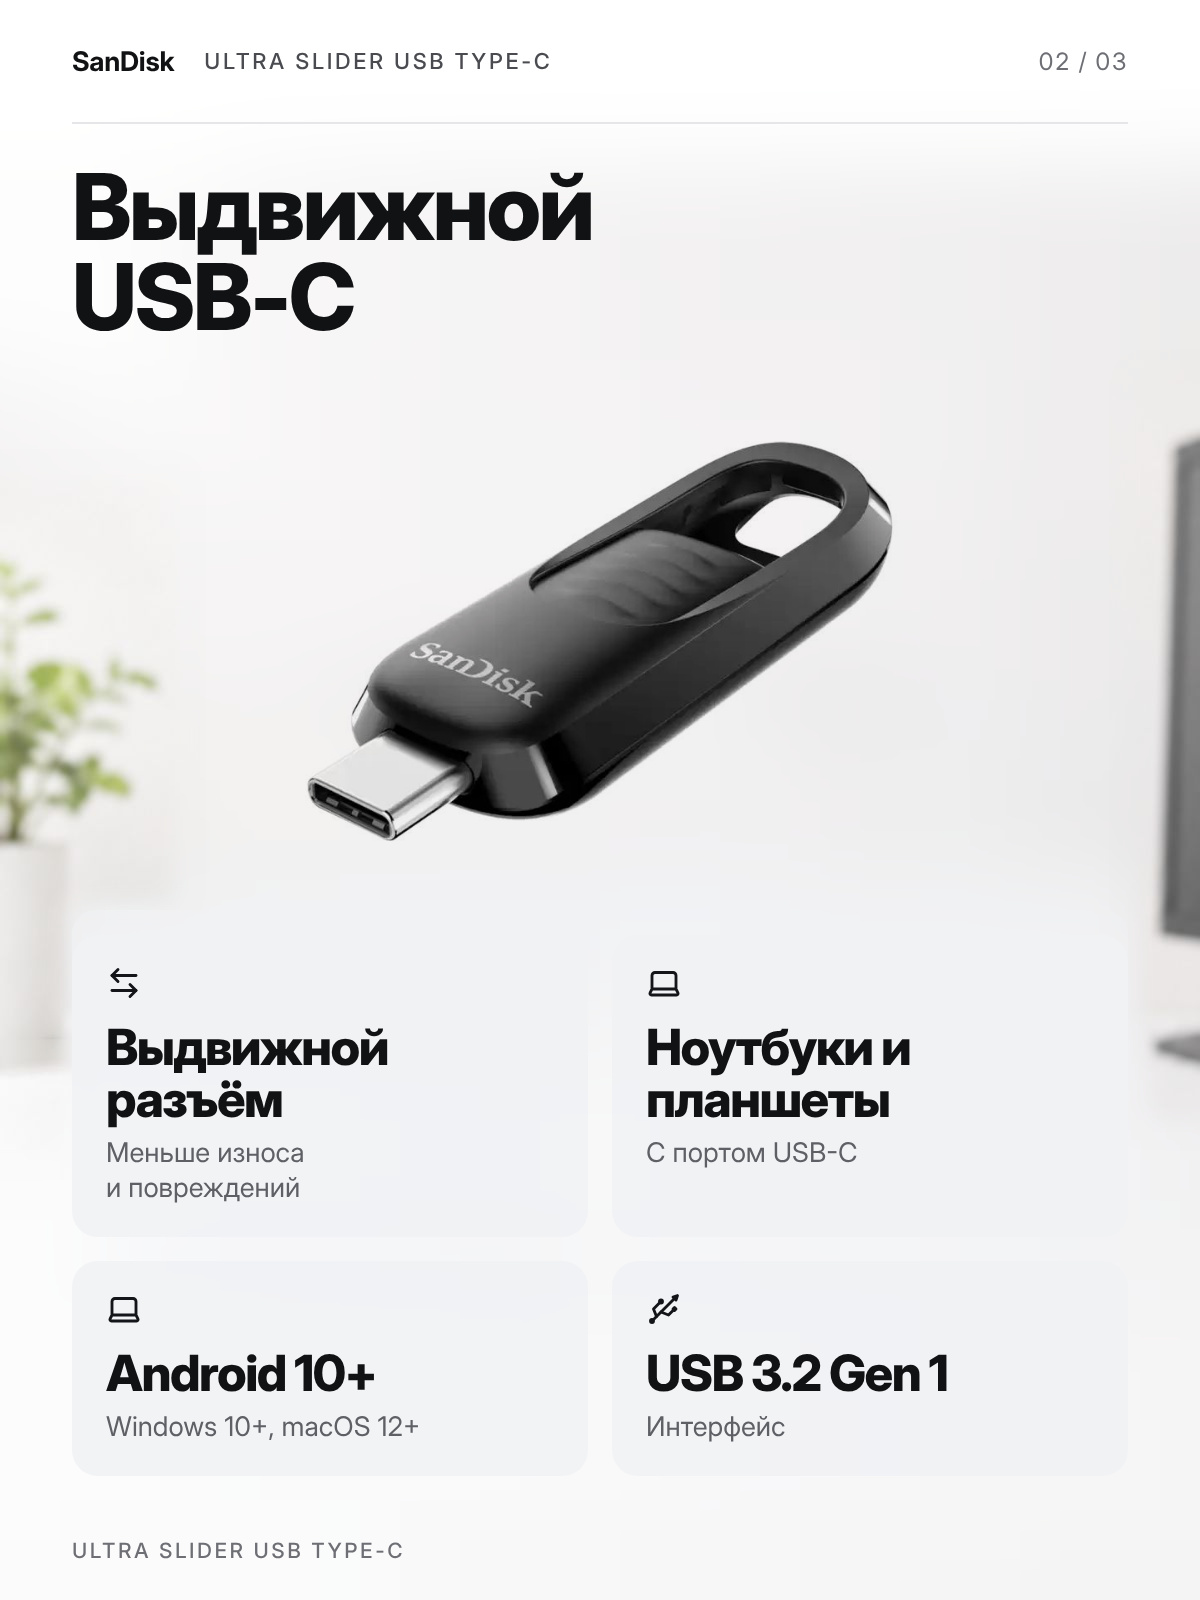 SanDisk ULTRA SLIDER USB TYPE-C 02 / 03
Выдвижной
USB-C
SanDisk
Выдвижной
разъём
Меньше износа
и повреждений
Ноутбуки и
планшеты
С портом USB-C
Android 10+
Windows 10+, macOS 12+
USB 3.2 Gen 1
Интерфейс
ULTRA SLIDER USB TYPE-C